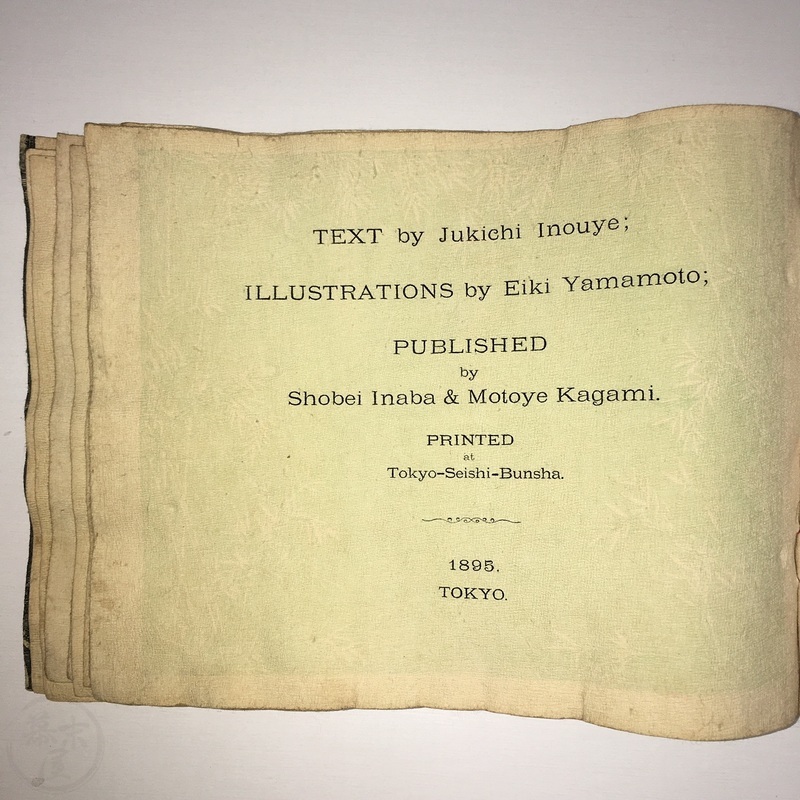 TEXT by Jukichi Inouye;
ILLUSTRATIONS by Eiki Yamamoto;
PUBLISHED
by
Shobei Inaba & Motoye Kagami.
PRINTED
at
Tokyo-Seishi-Bunsha.
1895.
TOKYO.